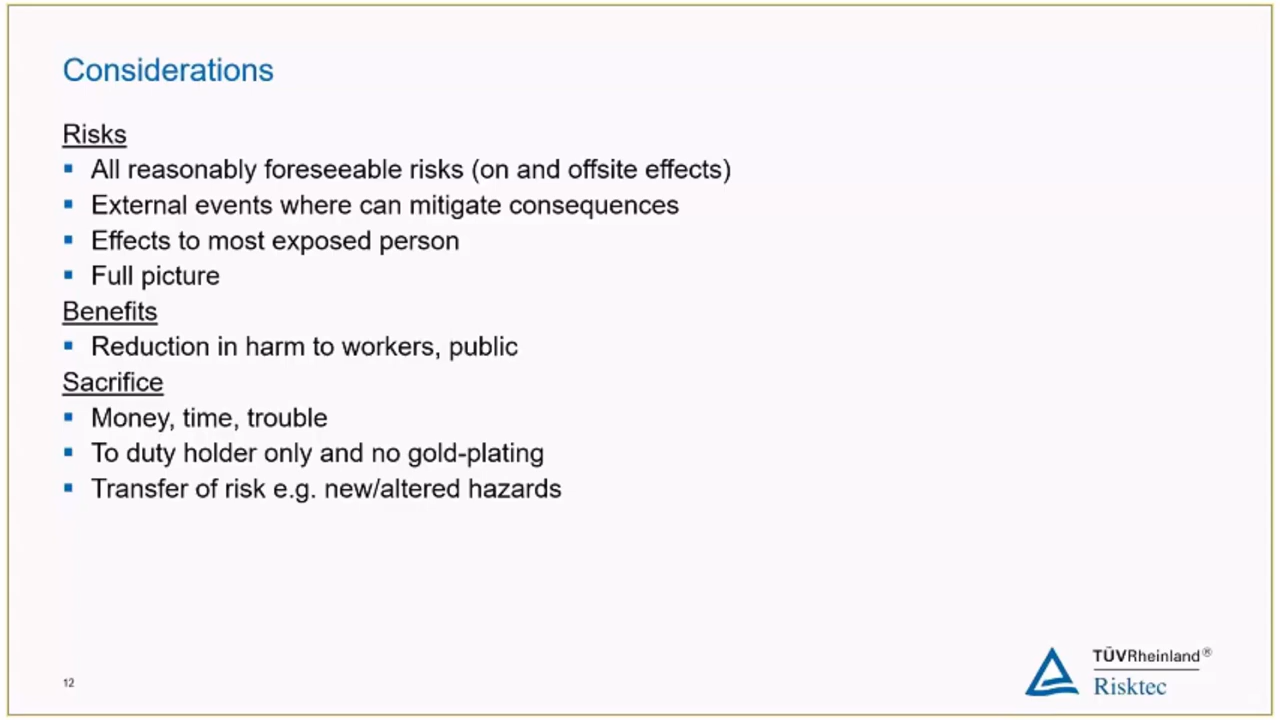 Considerations
Risks
▪ All reasonably foreseeable risks (on and offsite effects)
▪ External events where can mitigate consequences
▪ Effects to most exposed person
▪ Full picture
Benefits
▪ Reduction in harm to workers, public
Sacrifice
▪ Money, time, trouble
▪ To duty holder only and no gold-plating
▪ Transfer of risk e.g. new/altered hazards
12
TÜVRheinland®
Risktec